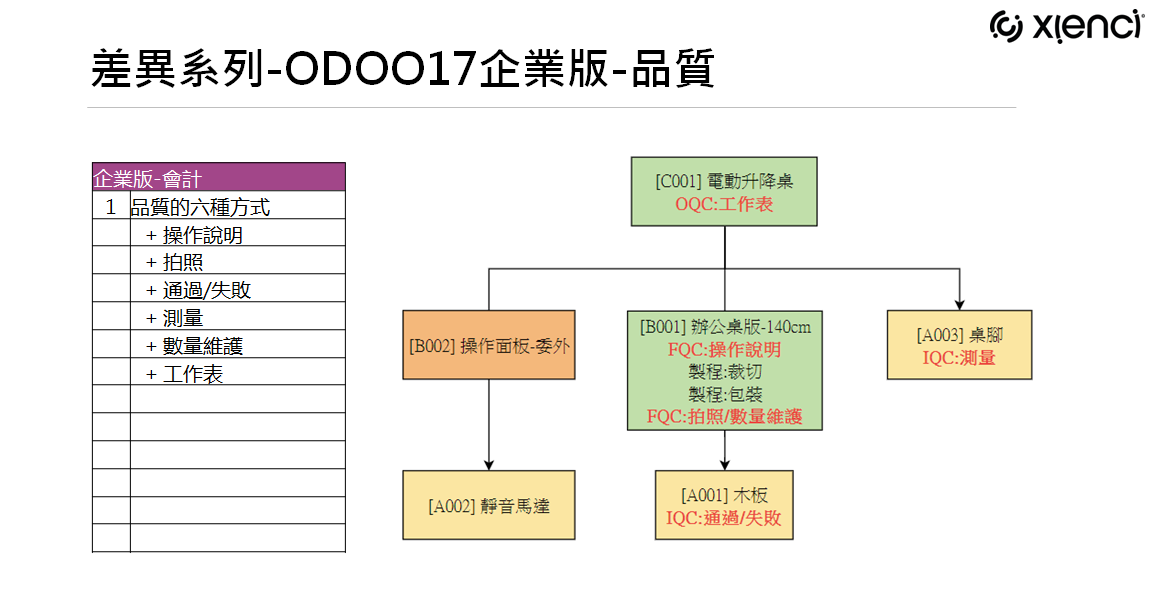 xienci
差異系列-ODOO17企業版-品質
企業版-會計
1 品質的六種方式
+ 操作說明
+ 拍照
+ 通過/失敗
+ 測量
+ 數量維護
+ 工作表
[C001] 電動升降桌
OQC:工作表
[B002] 操作面板-委外
[B001] 辦公桌版-140cm
FQC:操作說明
製程:裁切
製程:包裝
FQC:拍照/數量維護
[A003] 桌腳
IQC:測量
[A002] 靜音馬達
[A001] 木板
IQC:通過/失敗